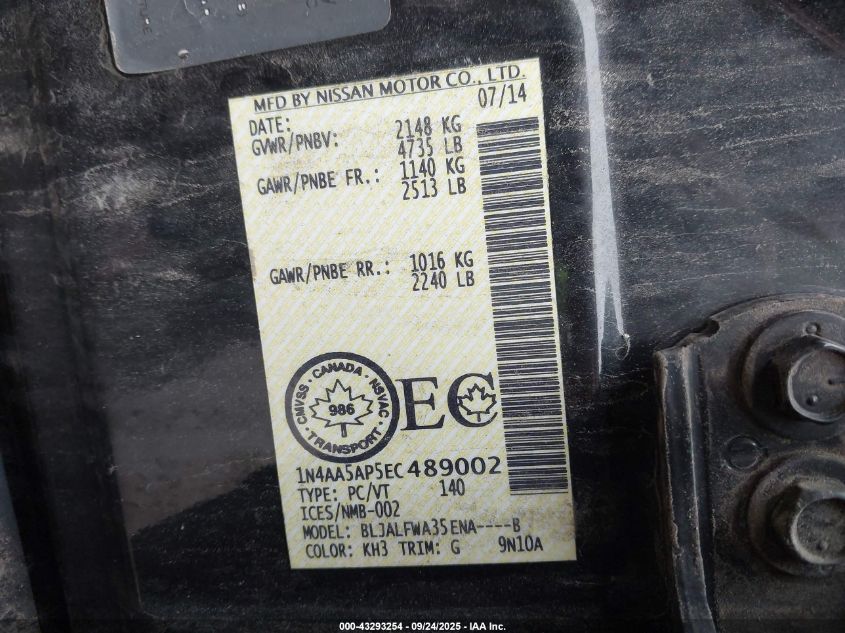 MFD BY NISSAN MOTOR CO., LTD.
DATE: 07/14
GVWR/PNBV: 2148 KG
4735 LB
GAWR/PNBE FR.: 1140 KG
2513 LB
GAWR/PNBE RR.: 1016 KG
2240 LB
CANADA
CMVSS · NSVAC
986
TRANSPORT
EC
1N4AA5AP5EC489002
TYPE: PC/VT 140
ICES/NMB-002
MODEL: BL3ALFWA35ENA----B
COLOR: KH3 TRIM: G 9N10A
000-43293254 - 09/24/2025 - IAA Inc.